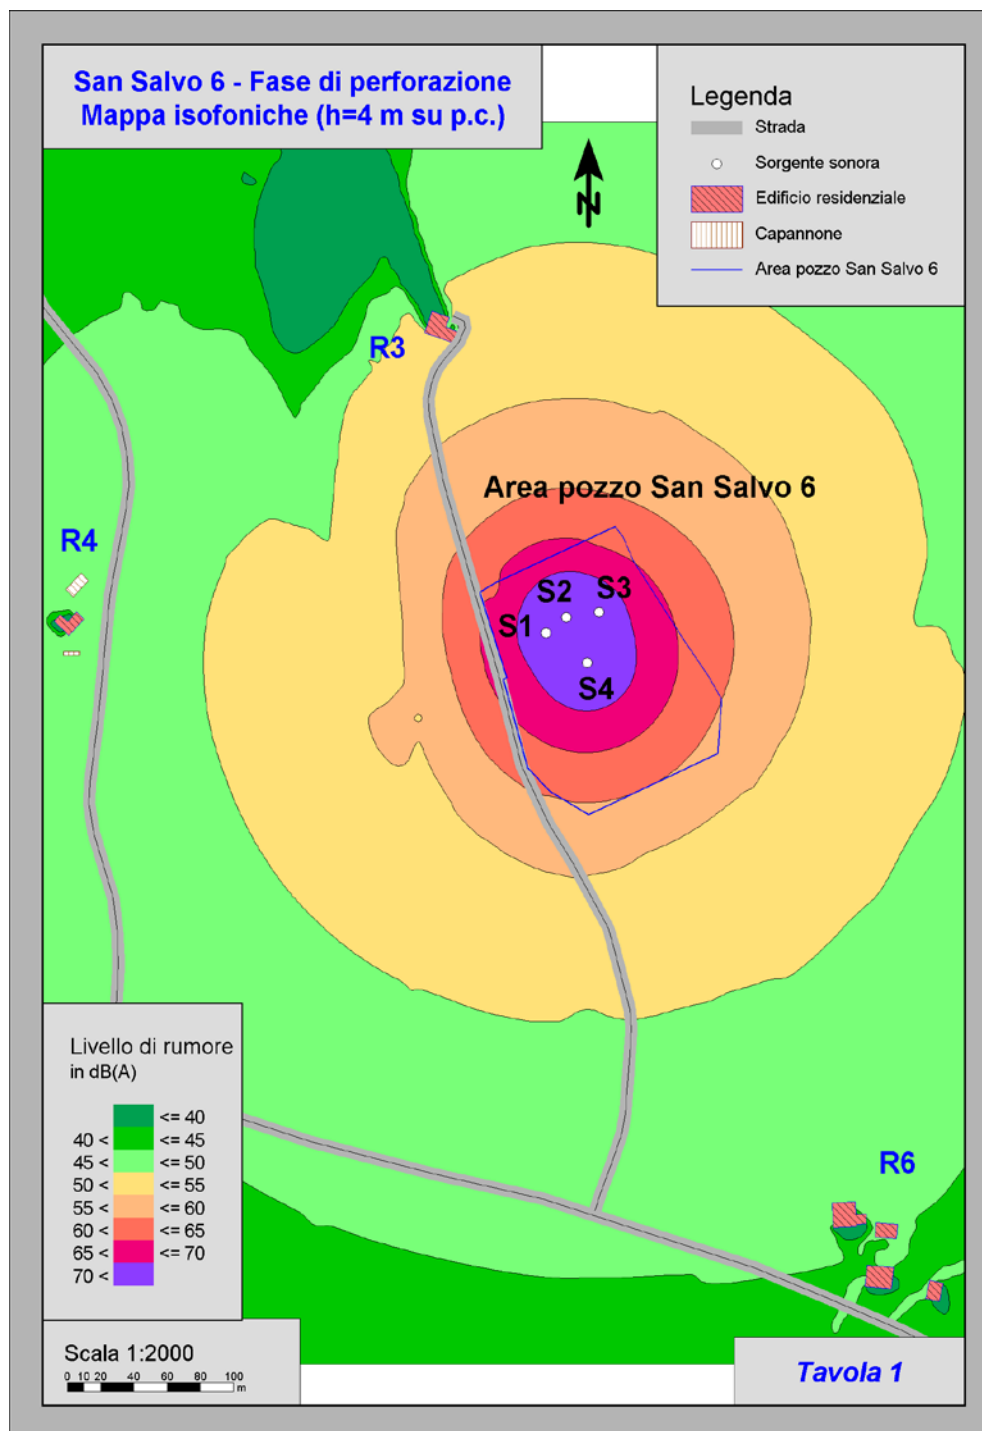 San Salvo 6 - Fase di perforazione
Mappa isofoniche (h=4 m su p.c.)
Legenda
Strada
Sorgente sonora
Edificio residenziale
Capannone
Area pozzo San Salvo 6
N
R3
Area pozzo San Salvo 6
R4
S2
S3
S1
S4
R6
Livello di rumore
in dB(A)
<= 40
40 < <= 45
45 < <= 50
50 < <= 55
55 < <= 60
60 < <= 65
65 < <= 70
70 <
Scala 1:2000
0 10 20 40 60 80 100
m
Tavola 1